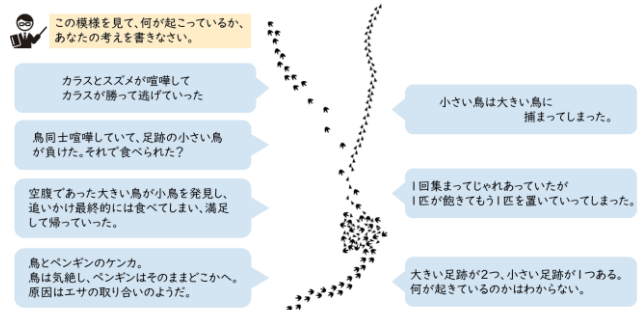 この模様を見て、何が起こっているか、
あなたの考えを書きなさい。
カラスとスズメが喧嘩して
カラスが勝って逃げていった
鳥同士喧嘩していて、足跡の小さい鳥
が負けた。それで食べられた？
空腹であった大きい鳥が小鳥を発見し、
追いかけ最終的には食べてしまい、満足
して帰っていった。
鳥とペンギンのケンカ。
鳥は気絶し、ペンギンはそのままどこかへ。
原因はエサの取り合いのようだ。
小さい鳥は大きい鳥に
捕まってしまった。
1回集まってじゃれあっていたが
1匹が飽きてもう1匹を置いていってしまった。
大きい足跡が2つ、小さい足跡が1つある。
何が起きているのかはわからない。